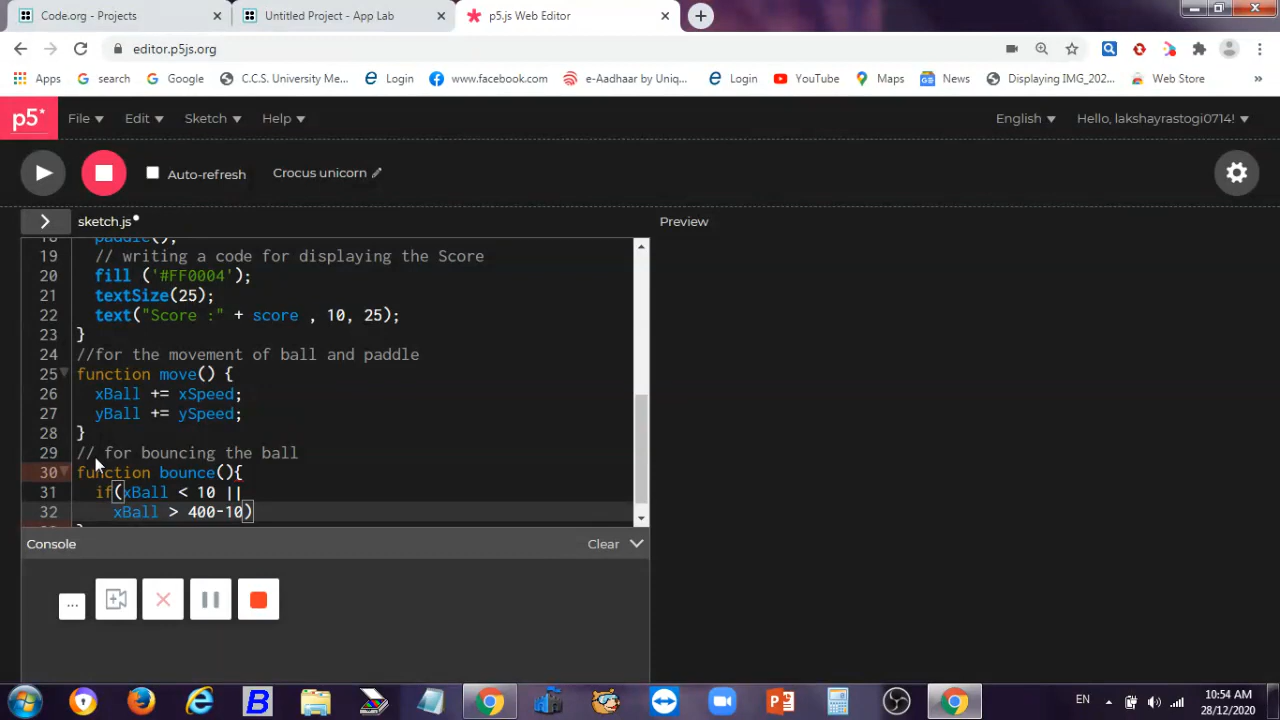 Code.org - Projects
Untitled Project - App Lab
p5.js Web Editor
editor.p5js.org
Apps
search
Google
C.C.S. University Me...
Login
www.facebook.com
e-Aadhaar by Uniq...
Login
YouTube
Maps
News
Displaying IMG_202...
Web Store
»
p5*
File
Edit
Sketch
Help
English
Hello, lakshayrastogi0714!
Auto-refresh
Crocus unicorn
sketch.js
Preview
18 paddle();
19 // writing a code for displaying the Score
20 fill ('#FF0004');
21 textSize(25);
22 text("Score :" + score , 10, 25);
23 }
24 //for the movement of ball and paddle
25 function move() {
26 xBall += xSpeed;
27 yBall += ySpeed;
28 }
29 // for bouncing the ball
30 function bounce(){
31 if(xBall < 10 ||
32 xBall > 400-10)
Console
Clear
...
EN
10:54 AM
28/12/2020